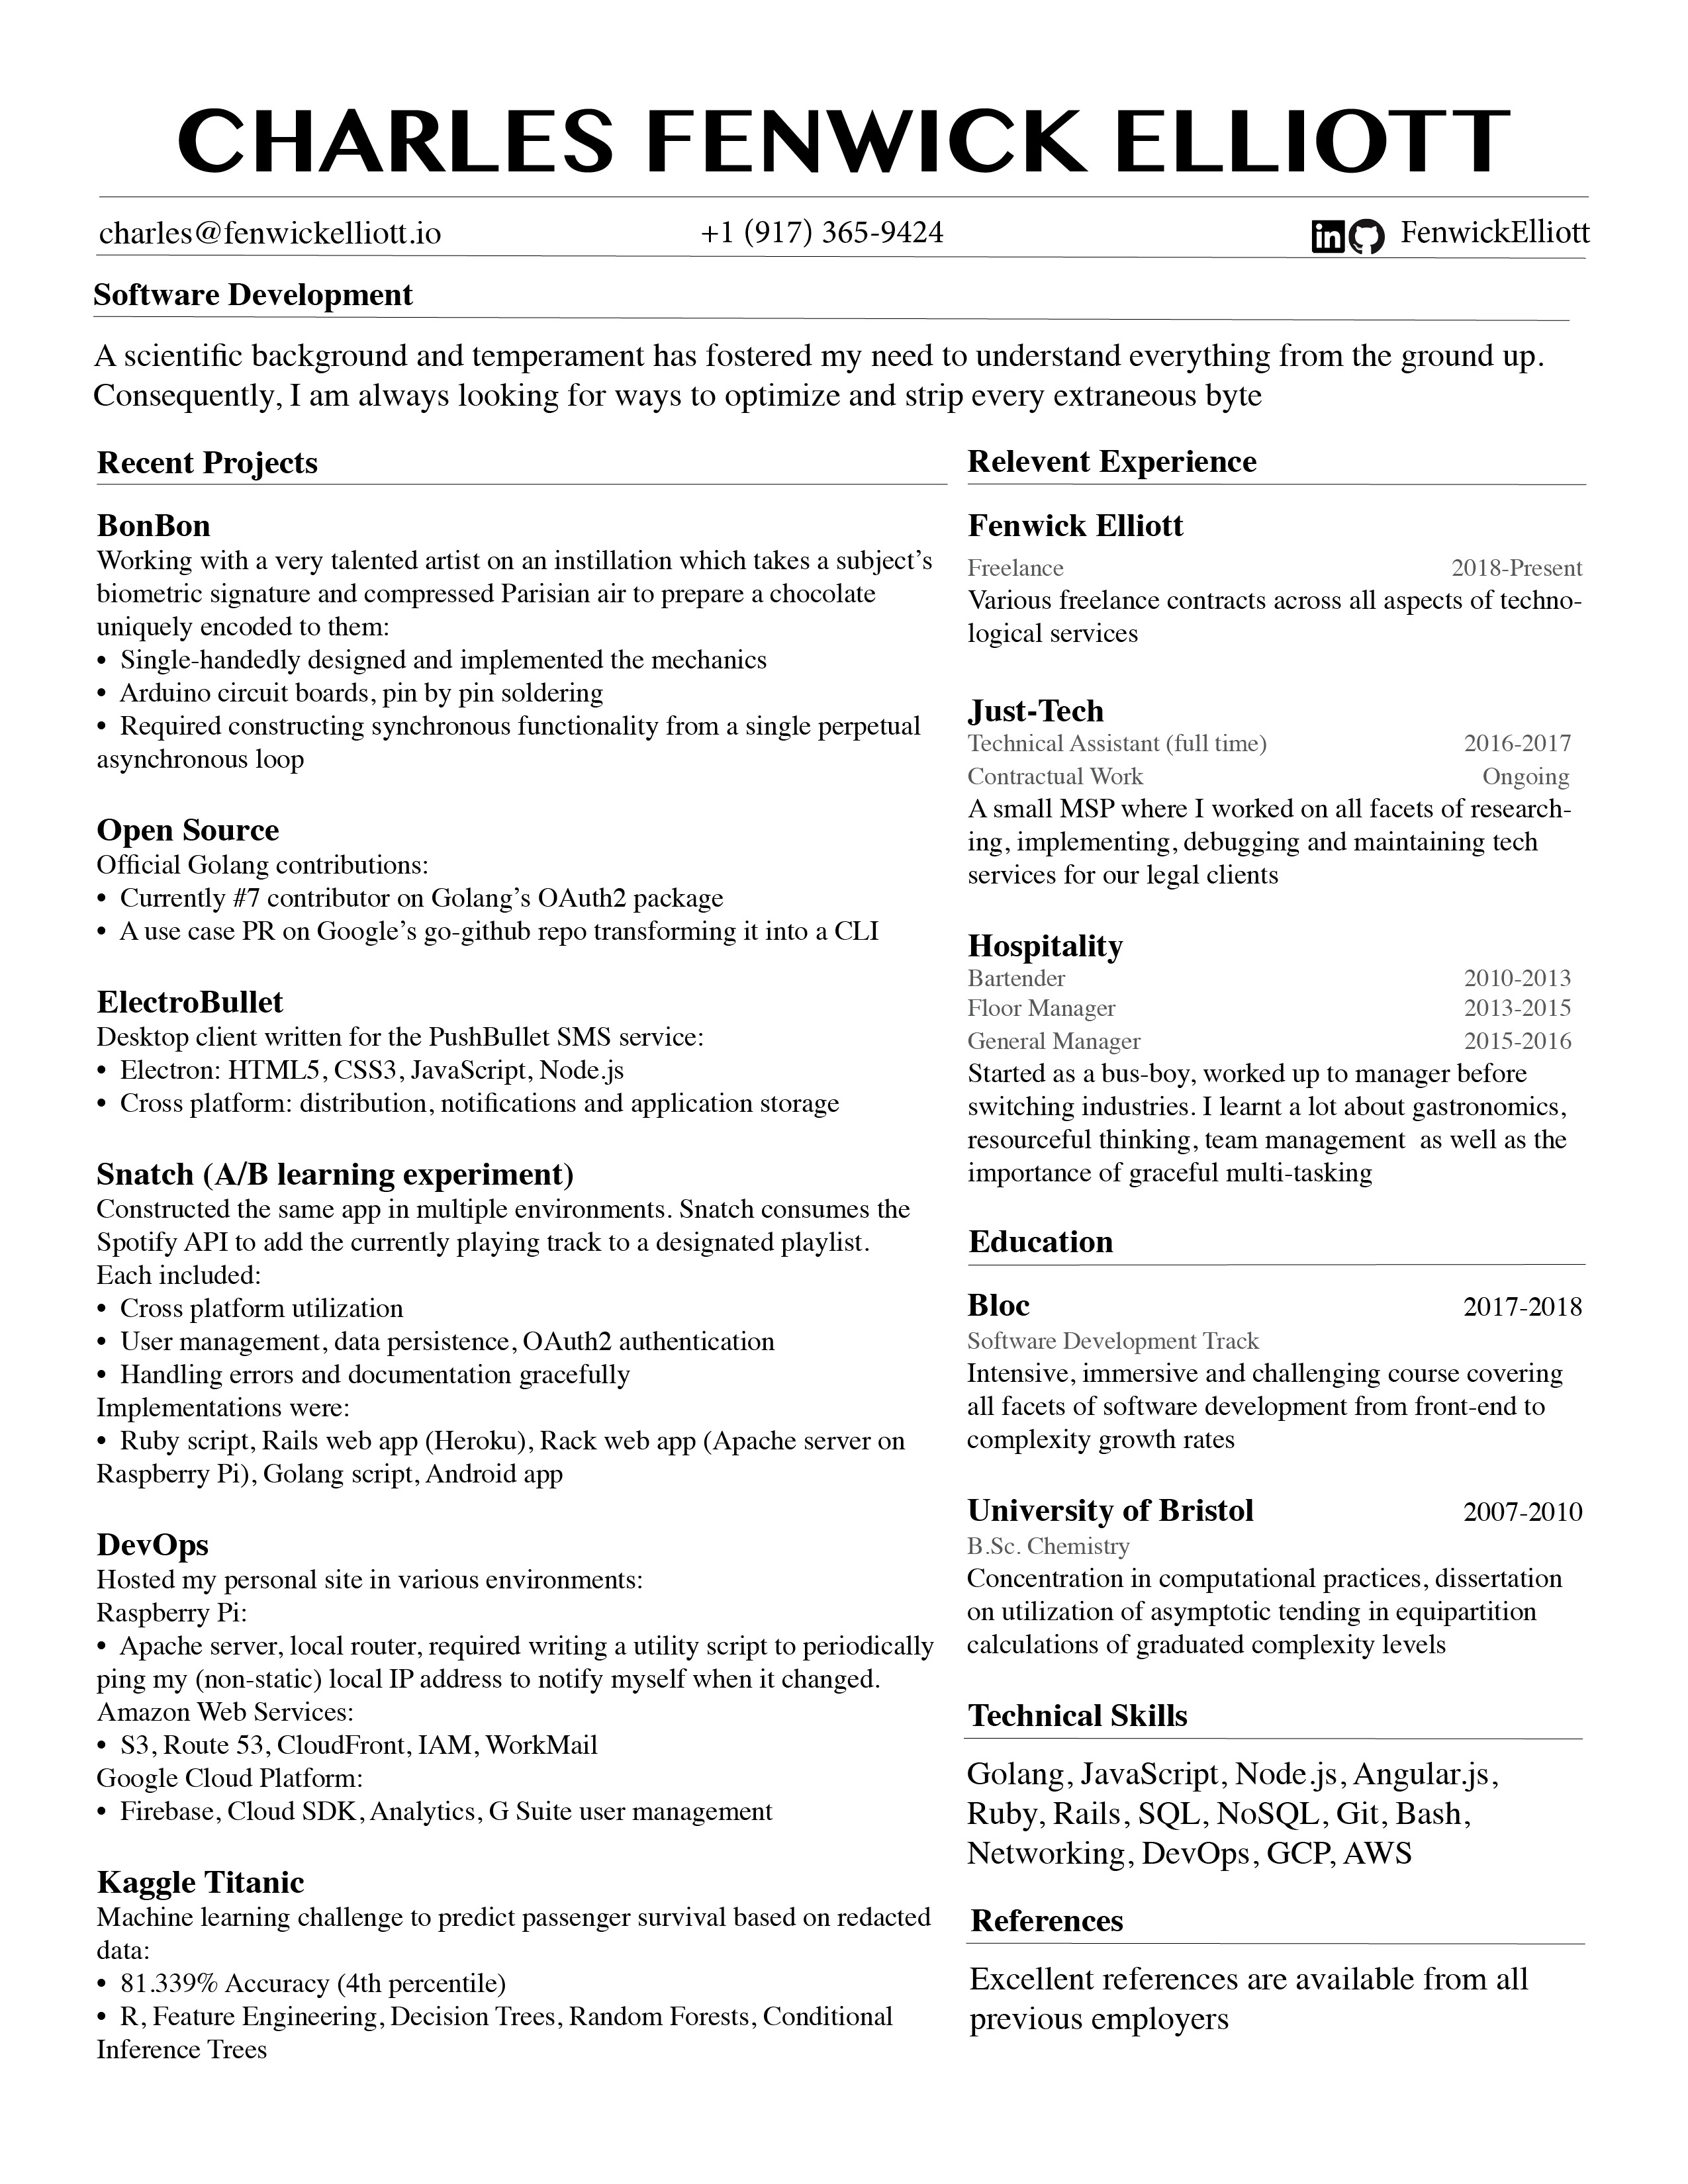 CHARLES FENWICK ELLIOTT
charles@fenwickelliott.io
+1 (917) 365-9424
in FenwickElliott
Software Development
A scientific background and temperament has fostered my need to understand everything from the ground up.
Consequently, I am always looking for ways to optimize and strip every extraneous byte
Recent Projects
BonBon
Working with a very talented artist on an instillation which takes a subject’s
biometric signature and compressed Parisian air to prepare a chocolate
uniquely encoded to them:
• Single-handedly designed and implemented the mechanics
• Arduino circuit boards, pin by pin soldering
• Required constructing synchronous functionality from a single perpetual
asynchronous loop
Open Source
Official Golang contributions:
• Currently #7 contributor on Golang’s OAuth2 package
• A use case PR on Google’s go-github repo transforming it into a CLI
ElectroBullet
Desktop client written for the PushBullet SMS service:
• Electron: HTML5, CSS3, JavaScript, Node.js
• Cross platform: distribution, notifications and application storage
Snatch (A/B learning experiment)
Constructed the same app in multiple environments. Snatch consumes the
Spotify API to add the currently playing track to a designated playlist.
Each included:
• Cross platform utilization
• User management, data persistence, OAuth2 authentication
• Handling errors and documentation gracefully
Implementations were:
• Ruby script, Rails web app (Heroku), Rack web app (Apache server on
Raspberry Pi), Golang script, Android app
DevOps
Hosted my personal site in various environments:
Raspberry Pi:
• Apache server, local router, required writing a utility script to periodically
ping my (non-static) local IP address to notify myself when it changed.
Amazon Web Services:
• S3, Route 53, CloudFront, IAM, WorkMail
Google Cloud Platform:
• Firebase, Cloud SDK, Analytics, G Suite user management
Kaggle Titanic
Machine learning challenge to predict passenger survival based on redacted
data:
• 81.339% Accuracy (4th percentile)
• R, Feature Engineering, Decision Trees, Random Forests, Conditional
Inference Trees
Relevent Experience
Fenwick Elliott
Freelance 2018-Present
Various freelance contracts across all aspects of techno-
logical services
Just-Tech
Technical Assistant (full time) 2016-2017
Contractual Work Ongoing
A small MSP where I worked on all facets of research-
ing, implementing, debugging and maintaining tech
services for our legal clients
Hospitality
Bartender 2010-2013
Floor Manager 2013-2015
General Manager 2015-2016
Started as a bus-boy, worked up to manager before
switching industries. I learnt a lot about gastronomics,
resourceful thinking, team management as well as the
importance of graceful multi-tasking
Education
Bloc 2017-2018
Software Development Track
Intensive, immersive and challenging course covering
all facets of software development from front-end to
complexity growth rates
University of Bristol 2007-2010
B.Sc. Chemistry
Concentration in computational practices, dissertation
on utilization of asymptotic tending in equipartition
calculations of graduated complexity levels
Technical Skills
Golang, JavaScript, Node.js, Angular.js,
Ruby, Rails, SQL, NoSQL, Git, Bash,
Networking, DevOps, GCP, AWS
References
Excellent references are available from all
previous employers